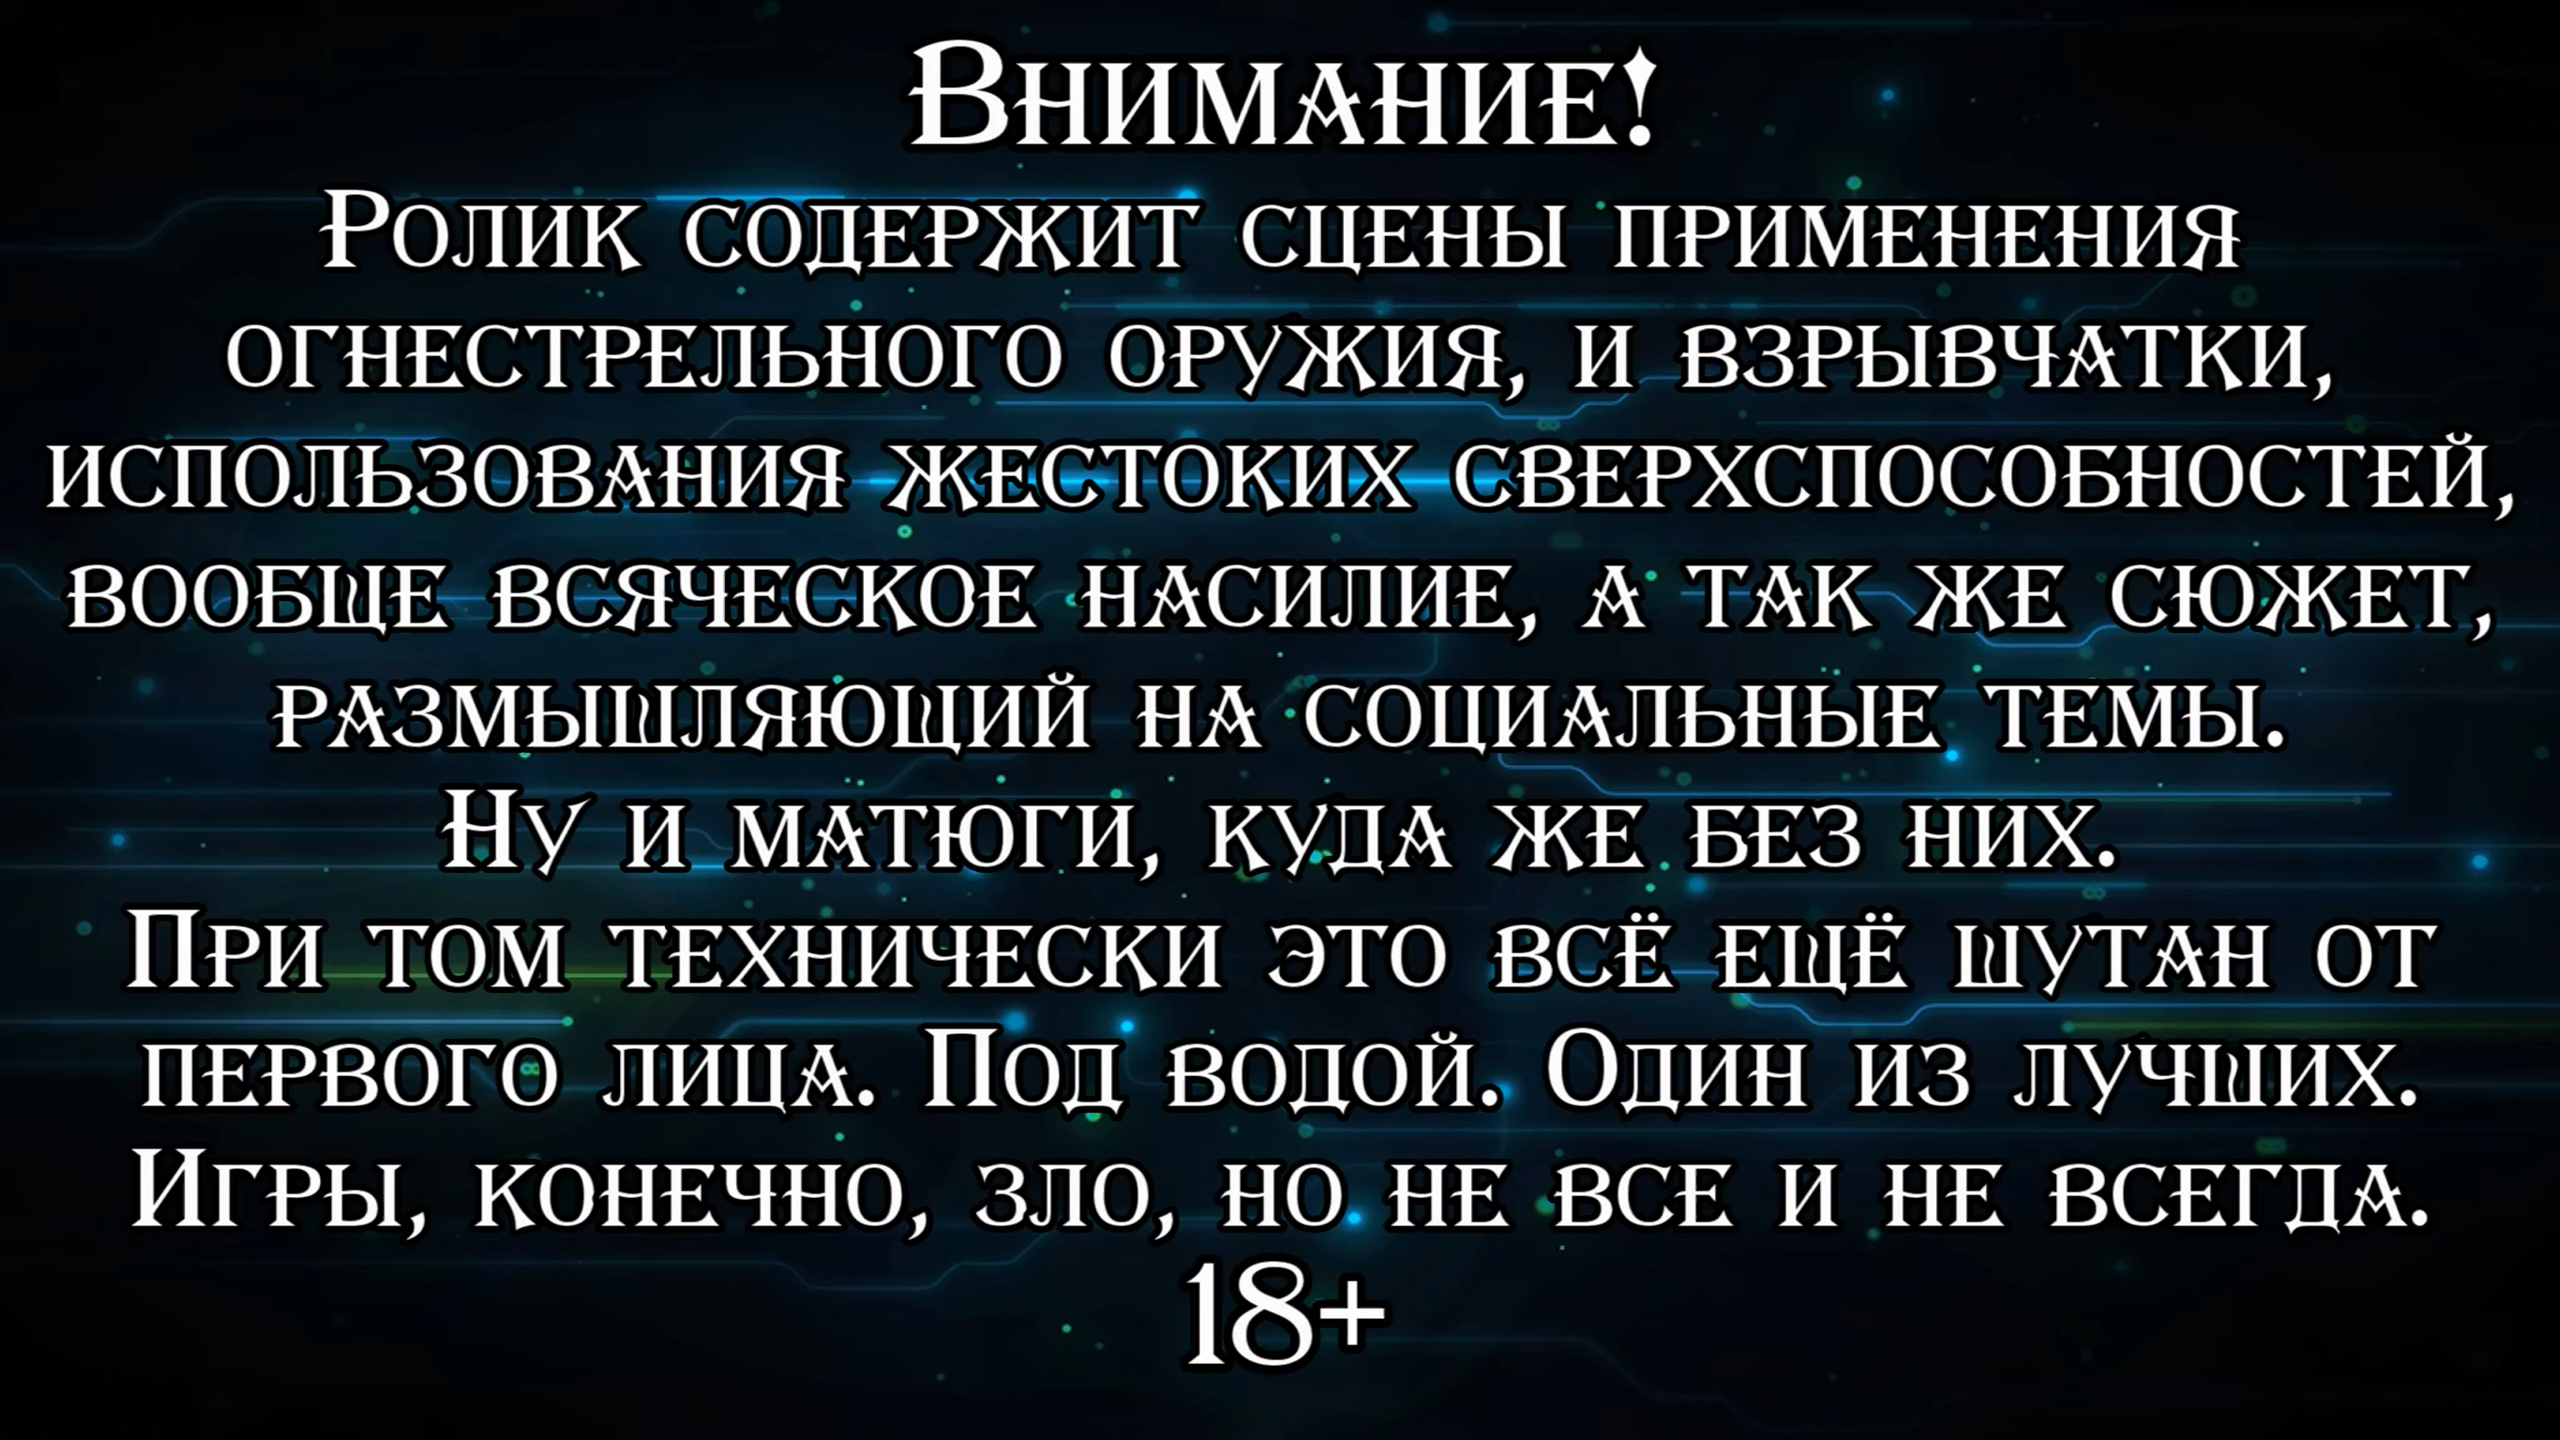 Внимание!
Ролик содержит сцены применения
огнестрельного оружия, и взрывчатки,
использования жестоких сверхспособностей,
вообще всяческое насилие, а так же сюжет,
размышляющий на социальные темы.
Ну и матюги, куда же без них.
При том технически это всё ещё шутан от
первого лица. Под водой. Один из лучших.
Игры, конечно, зло, но не все и не всегда.
18+